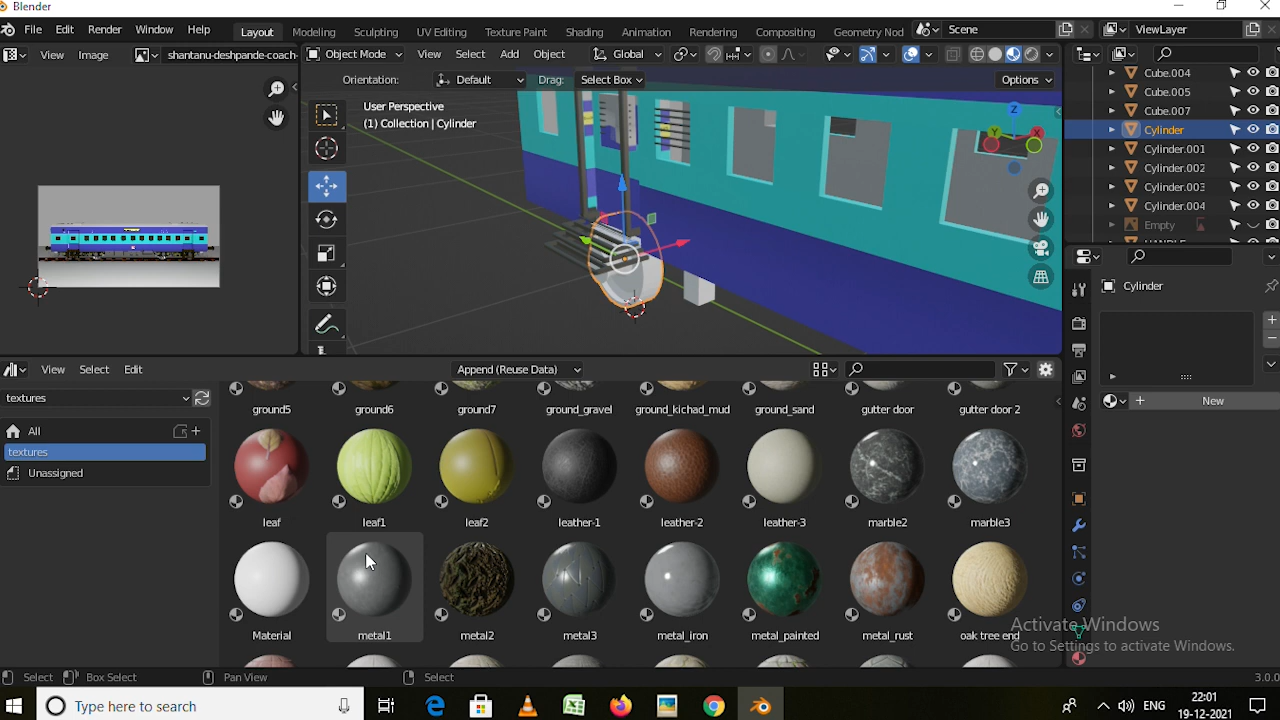 Blender
File Edit Render Window Help Layout Modeling Sculpting UV Editing Texture Paint Shading Animation Rendering Compositing Geometry Nod Scene ViewLayer
View Image shantanu-deshpande-coach- Object Mode View Select Add Object Global
Orientation: Default Drag: Select Box Options
User Perspective
(1) Collection | Cylinder
Z
Y X
Cube.004
Cube.005
Cube.007
Cylinder
Cylinder.001
Cylinder.002
Cylinder.003
Cylinder.004
Empty
Cylinder
New
View Select Edit Append (Reuse Data)
textures
All
textures
Unassigned
ground5 ground6 ground7 ground_gravel ground_kichad_mud ground_sand gutter door gutter door 2
leaf leaf1 leaf2 leather-1 leather-2 leather-3 marble2 marble3
Material metal1 metal2 metal3 metal_iron metal_painted metal_rust oak tree end
Activate Windows
Go to Settings to activate Windows.
Select Box Select Pan View Select 3.0.0
Type here to search
ENG
22:01
19-12-2021